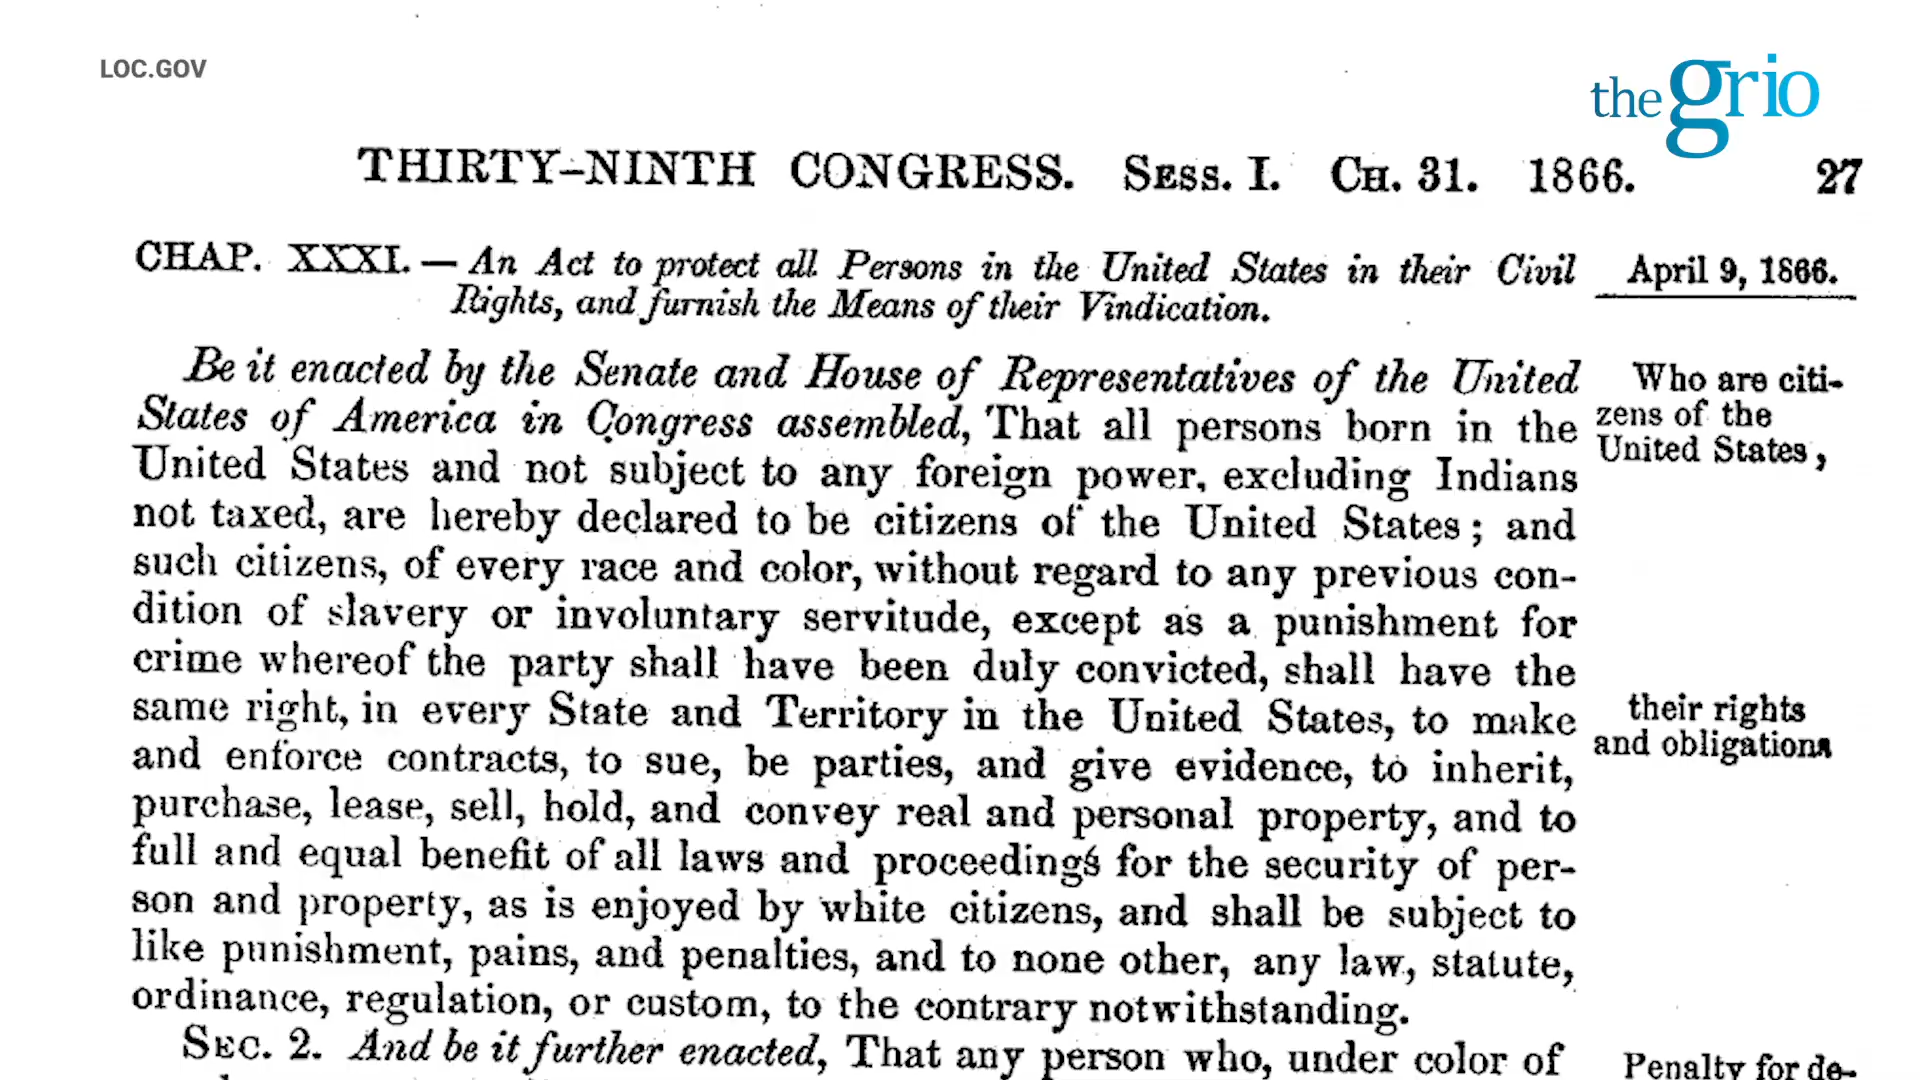 LOC.GOV
the grio
THIRTY-NINTH CONGRESS. SESS. I. CH. 31. 1866. 27
CHAP. XXXI. — An Act to protect all Persons in the United States in their Civil
Rights, and furnish the Means of their Vindication.
April 9, 1866.
Be it enacted by the Senate and House of Representatives of the United
States of America in Congress assembled, That all persons born in the
United States and not subject to any foreign power, excluding Indians
not taxed, are hereby declared to be citizens of the United States; and
such citizens, of every race and color, without regard to any previous con-
dition of slavery or involuntary servitude, except as a punishment for
crime whereof the party shall have been duly convicted, shall have the
same right, in every State and Territory in the United States, to make
and enforce contracts, to sue, be parties, and give evidence, to inherit,
purchase, lease, sell, hold, and convey real and personal property, and to
full and equal benefit of all laws and proceedings for the security of per-
son and property, as is enjoyed by white citizens, and shall be subject to
like punishment, pains, and penalties, and to none other, any law, statute,
ordinance, regulation, or custom, to the contrary notwithstanding.
Who are citi-
zens of the
United States,
their rights
and obligations
SEC. 2. And be it further enacted, That any person who, under color of
Penalty for de-